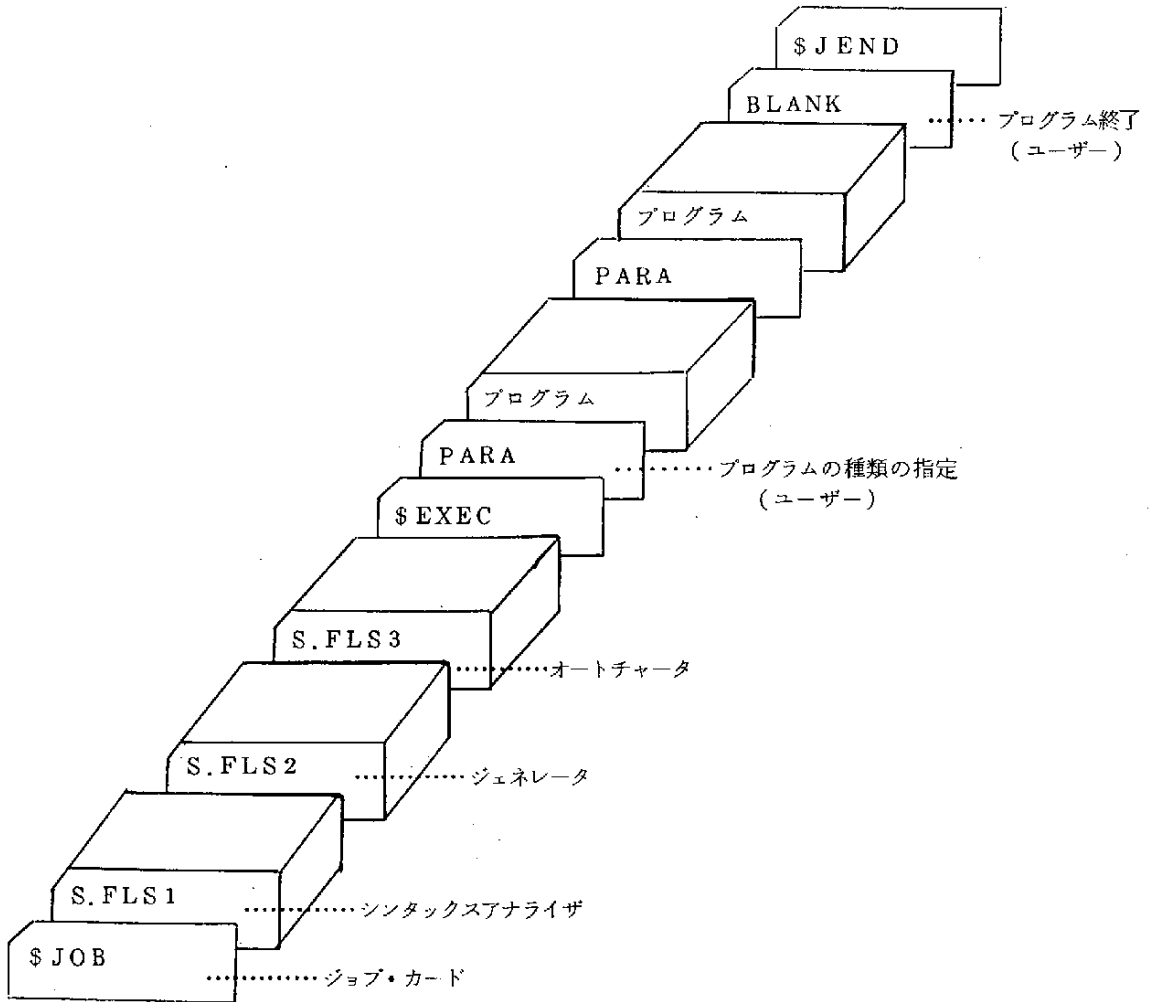 $JEND
BLANK
プログラム終了
(ユーザー)
プログラム
PARA
プログラム
PARA
プログラムの種類の指定
(ユーザー)
$EXEC
S.FLS3
オートチャータ
S.FLS2
ジェネレータ
S.FLS1
シンタックスアナライザ
$JOB
ジョブ・カード